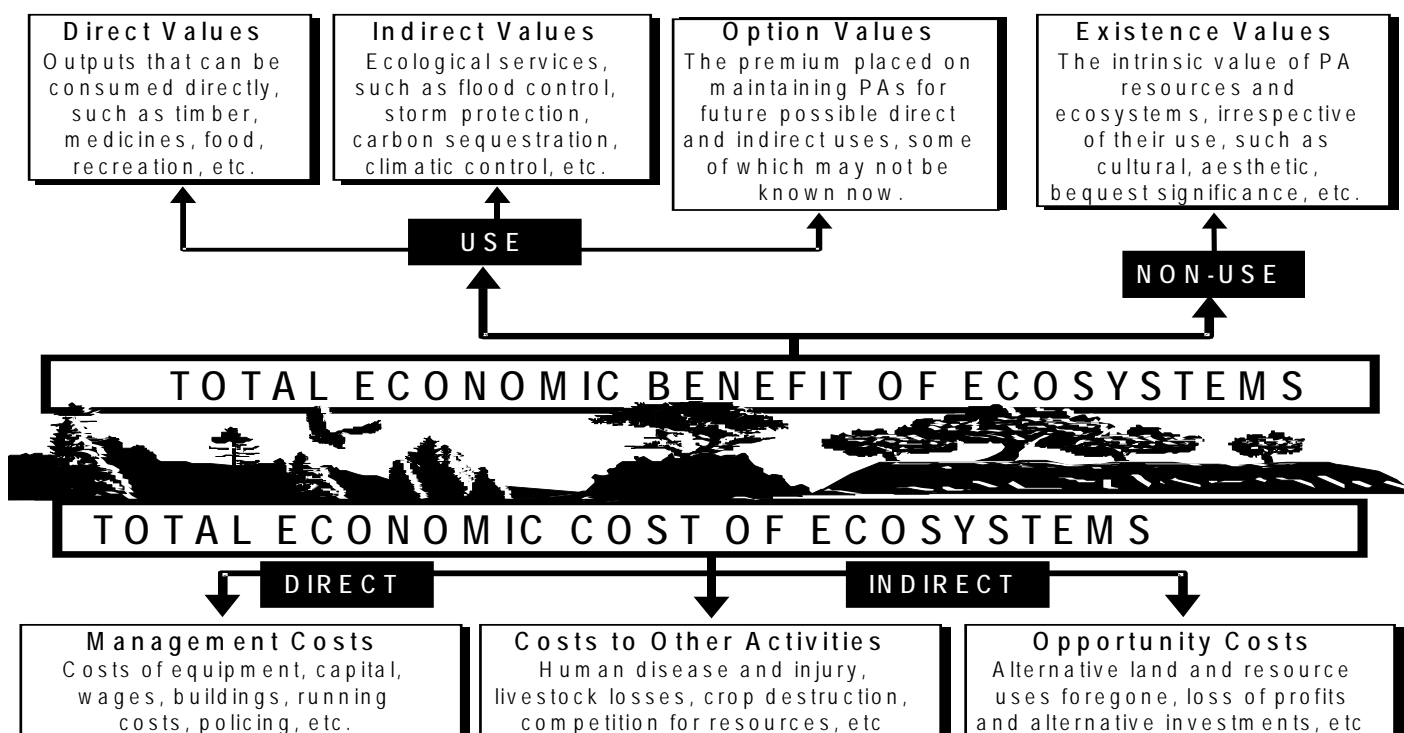 Direct Values
Outputs that can be
consumed directly,
such as timber,
medicines, food,
recreation, etc.
Indirect Values
Ecological services,
such as flood control,
storm protection,
carbon sequestration,
climatic control, etc.
Option Values
The premium placed on
maintaining PAs for
future possible direct
and indirect uses, some
of which may not be
known now.
Existence Values
The intrinsic value of PA
resources and
ecosystems, irrespective
of their use, such as
cultural, aesthetic,
bequest significance, etc.
USE
NON-USE
TOTAL ECONOMIC BENEFIT OF ECOSYSTEMS
TOTAL ECONOMIC COST OF ECOSYSTEMS
DIRECT
INDIRECT
Management Costs
Costs of equipment, capital,
wages, buildings, running
costs, policing, etc.
Costs to Other Activities
Human disease and injury,
livestock losses, crop destruction,
competition for resources, etc
Opportunity Costs
Alternative land and resource
uses foregone, loss of profits
and alternative investments, etc